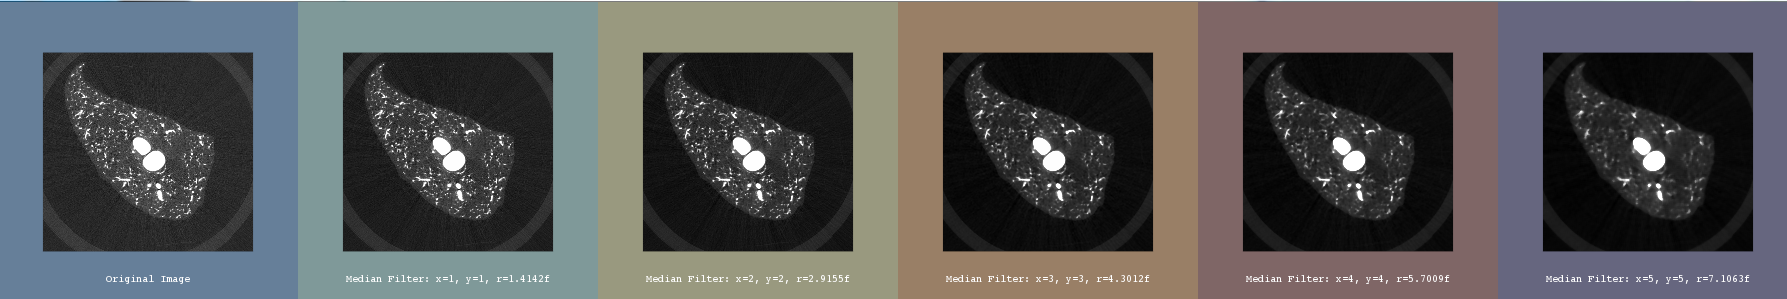 Original Image
Median Filter: x=1, y=1, r=1.4142f
Median Filter: x=2, y=2, r=2.9155f
Median Filter: x=3, y=3, r=4.3012f
Median Filter: x=4, y=4, r=5.7009f
Median Filter: x=5, y=5, r=7.1063f